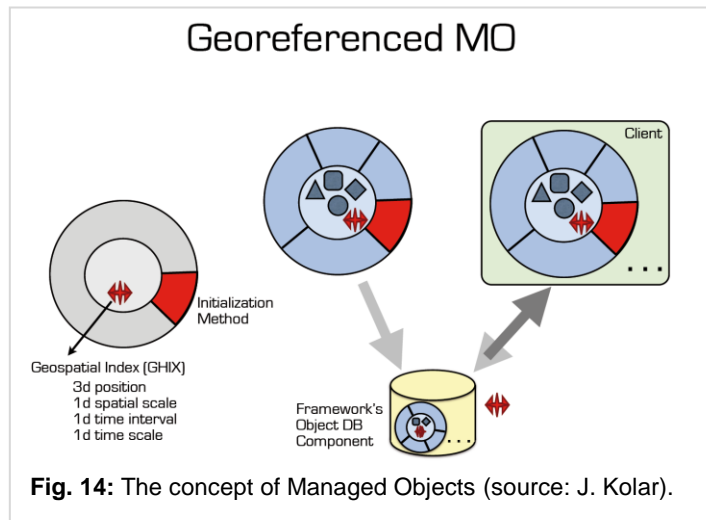 Georeferenced MO
Client
. . .
Initialization
Method
Geospatial Index (GHIX)
3d position
1d spatial scale
1d time interval
1d time scale
Framework's
Object DB
Component
. . .
Fig. 14: The concept of Managed Objects (source: J. Kolar).